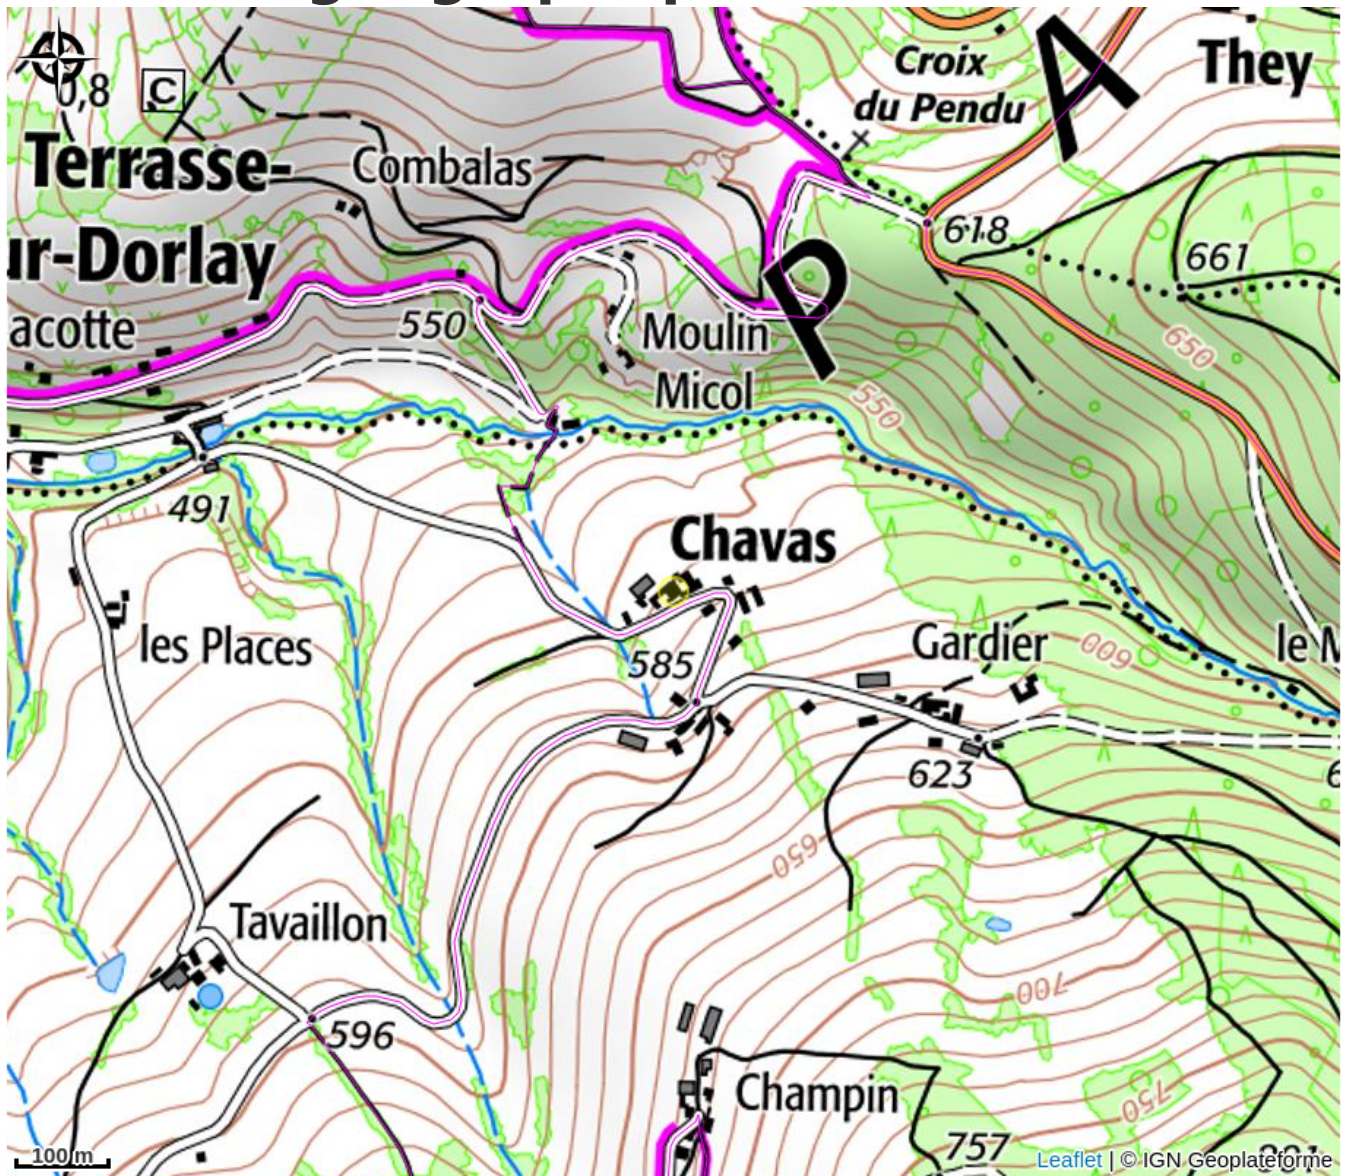 Croix
du Pendu
They
A
0,8
C
Terrasse-
Combalas
ur-Dorlay
618
661
acotte
550
Moulin
Micol
P
650
550
491
Chavas
les Places
585
Gardier
600
le M
623
650
Tavaillon
700
596
Champin
750
757
100 m
Leaflet | © IGN Geoplateforme